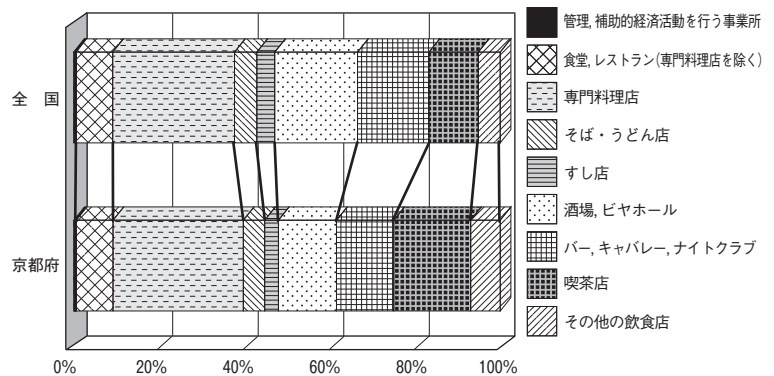 全　国
京都府
0%
20%
40%
60%
80%
100%
管理, 補助的経済活動を行う事業所
食堂, レストラン(専門料理店を除く)
専門料理店
そば・うどん店
すし店
酒場, ビヤホール
バー, キャバレー, ナイトクラブ
喫茶店
その他の飲食店